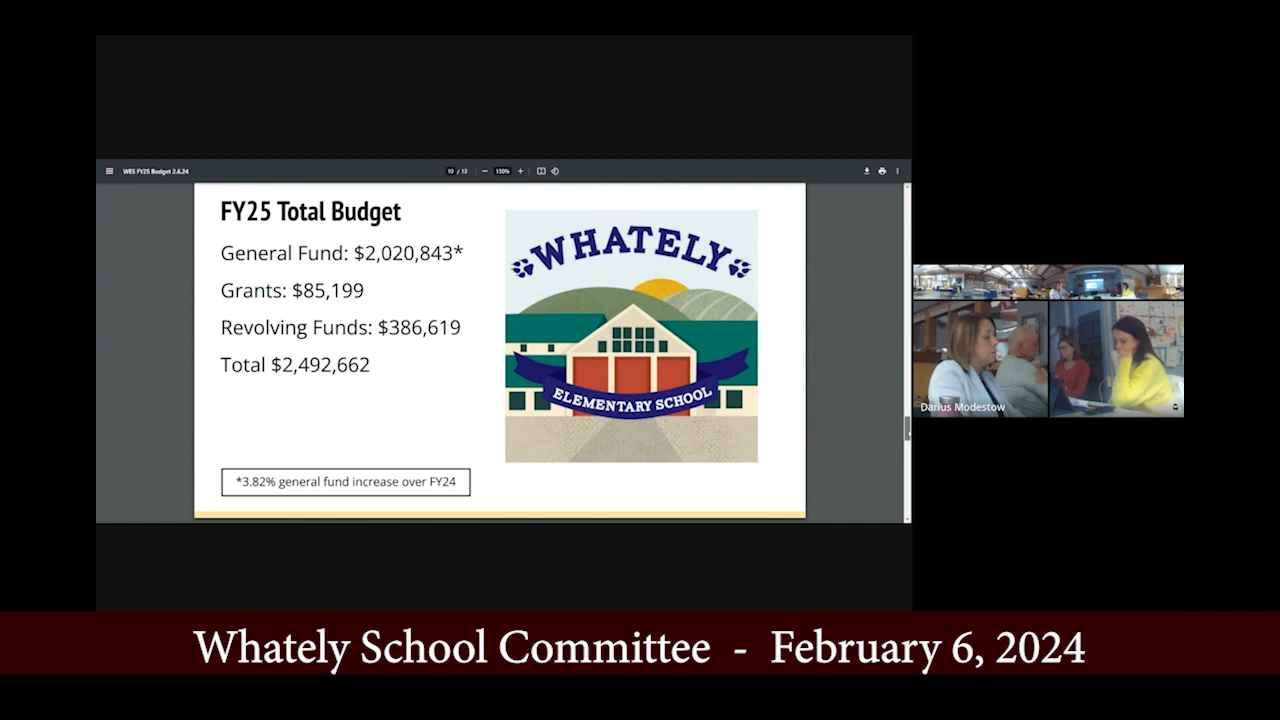 WES FY25 Budget 2.6.24
10 / 13
150%
FY25 Total Budget
General Fund: $2,020,843*
Grants: $85,199
Revolving Funds: $386,619
Total $2,492,662
*3.82% general fund increase over FY24
WHATELY
ELEMENTARY SCHOOL
Darius Modestow
Whately School Committee - February 6, 2024